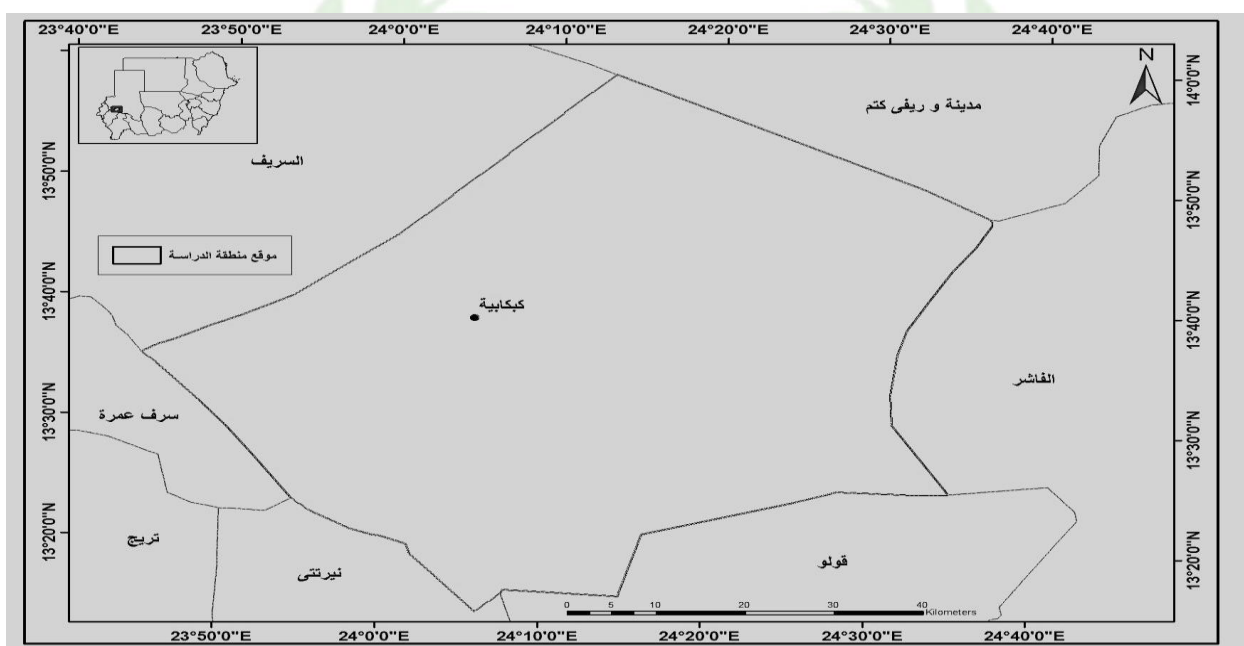 23°40'0"E 23°50'0"E 24°0'0"E 24°10'0"E 24°20'0"E 24°30'0"E 24°40'0"E
N
14°0'0"N
مدينة و ريفى كتم
السريف
13°50'0"N
13°50'0"N
موقع منطقة الدراسة
13°40'0"N
كبكابية
13°40'0"N
الفاشر
سرف عمرة
13°30'0"N
13°30'0"N
13°20'0"N
تريج
نيرتتى
قولو
13°20'0"N
0 5 10 20 30 40
Kilometers
23°50'0"E 24°0'0"E 24°10'0"E 24°20'0"E 24°30'0"E 24°40'0"E